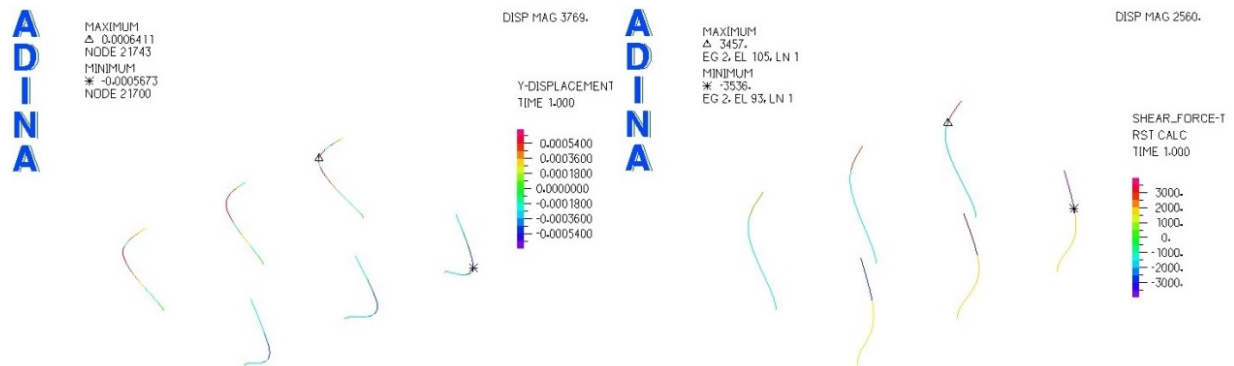 ADINA
MAXIMUM
Δ 0.0006411
NODE 21743
MINIMUM
* -0.0005673
NODE 21700
DISP MAG 3769.
Y-DISPLACEMENT
TIME 1.000
0.0005400
0.0003600
0.0001800
0.0000000
-0.0001800
-0.0003600
-0.0005400
ADINA
MAXIMUM
Δ 3457.
EG 2, EL 105, LN 1
MINIMUM
* -3536.
EG 2, EL 93, LN 1
DISP MAG 2560.
SHEAR_FORCE-T
RST CALC
TIME 1.000
3000.
2000.
1000.
0.
-1000.
-2000.
-3000.